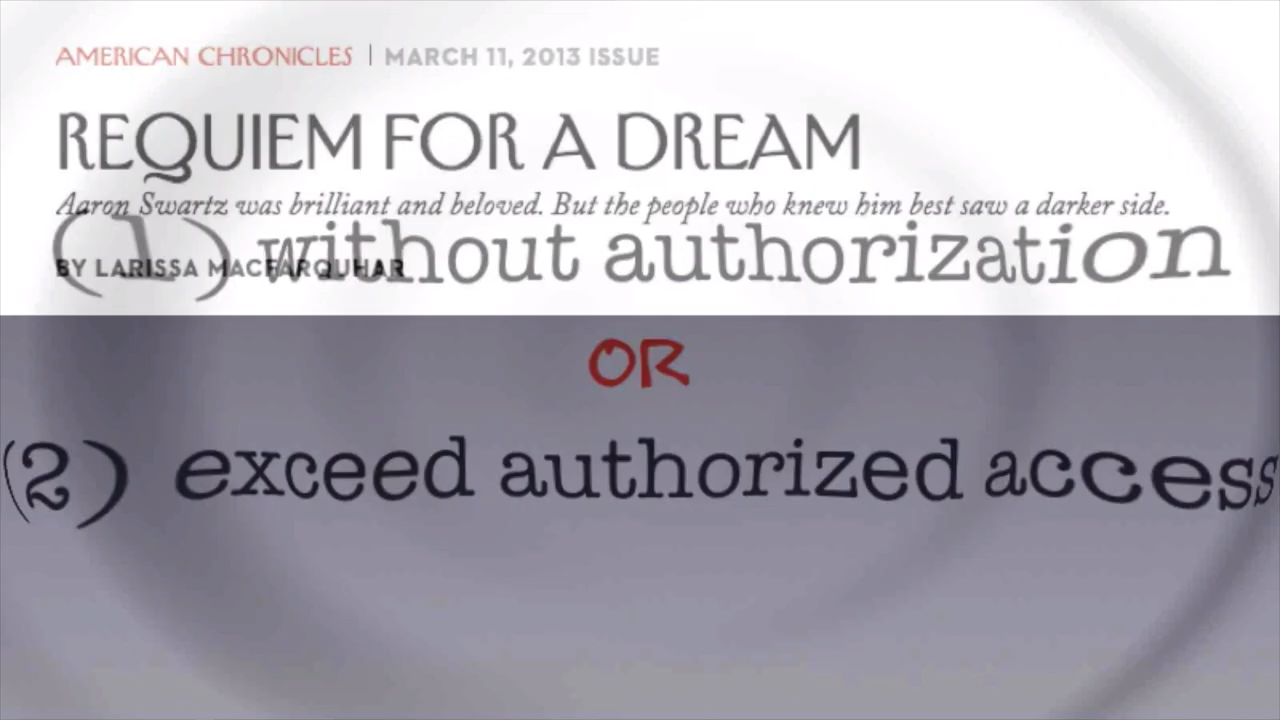 AMERICAN CHRONICLES | MARCH 11, 2013 ISSUE
REQUIEM FOR A DREAM
Aaron Swartz was brilliant and beloved. But the people who knew him best saw a darker side.
BY LARISSA MACFARQUHAR
(1) without authorization
OR
(2) exceed authorized access